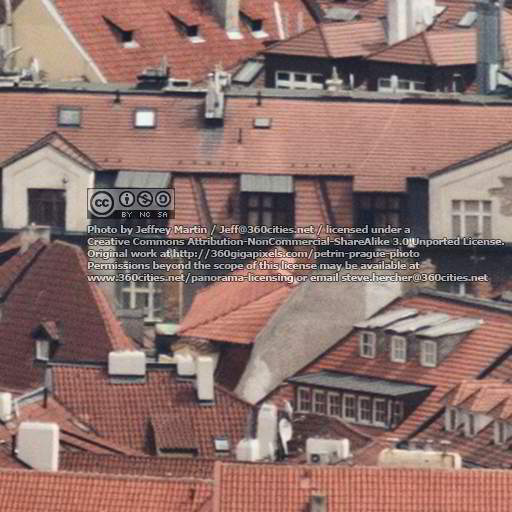 cc
BY NC SA
Photo by Jeffrey Martin / Jeff@360cities.net / licensed under a
Creative Commons Attribution-NonCommercial-ShareAlike 3.0 Unported License.
Original work at http://360gigapixels.com/petrin-prague-photo
Permissions beyond the scope of this license may be available at
www.360cities.net/panorama-licensing or email steve.hercher@360cities.net